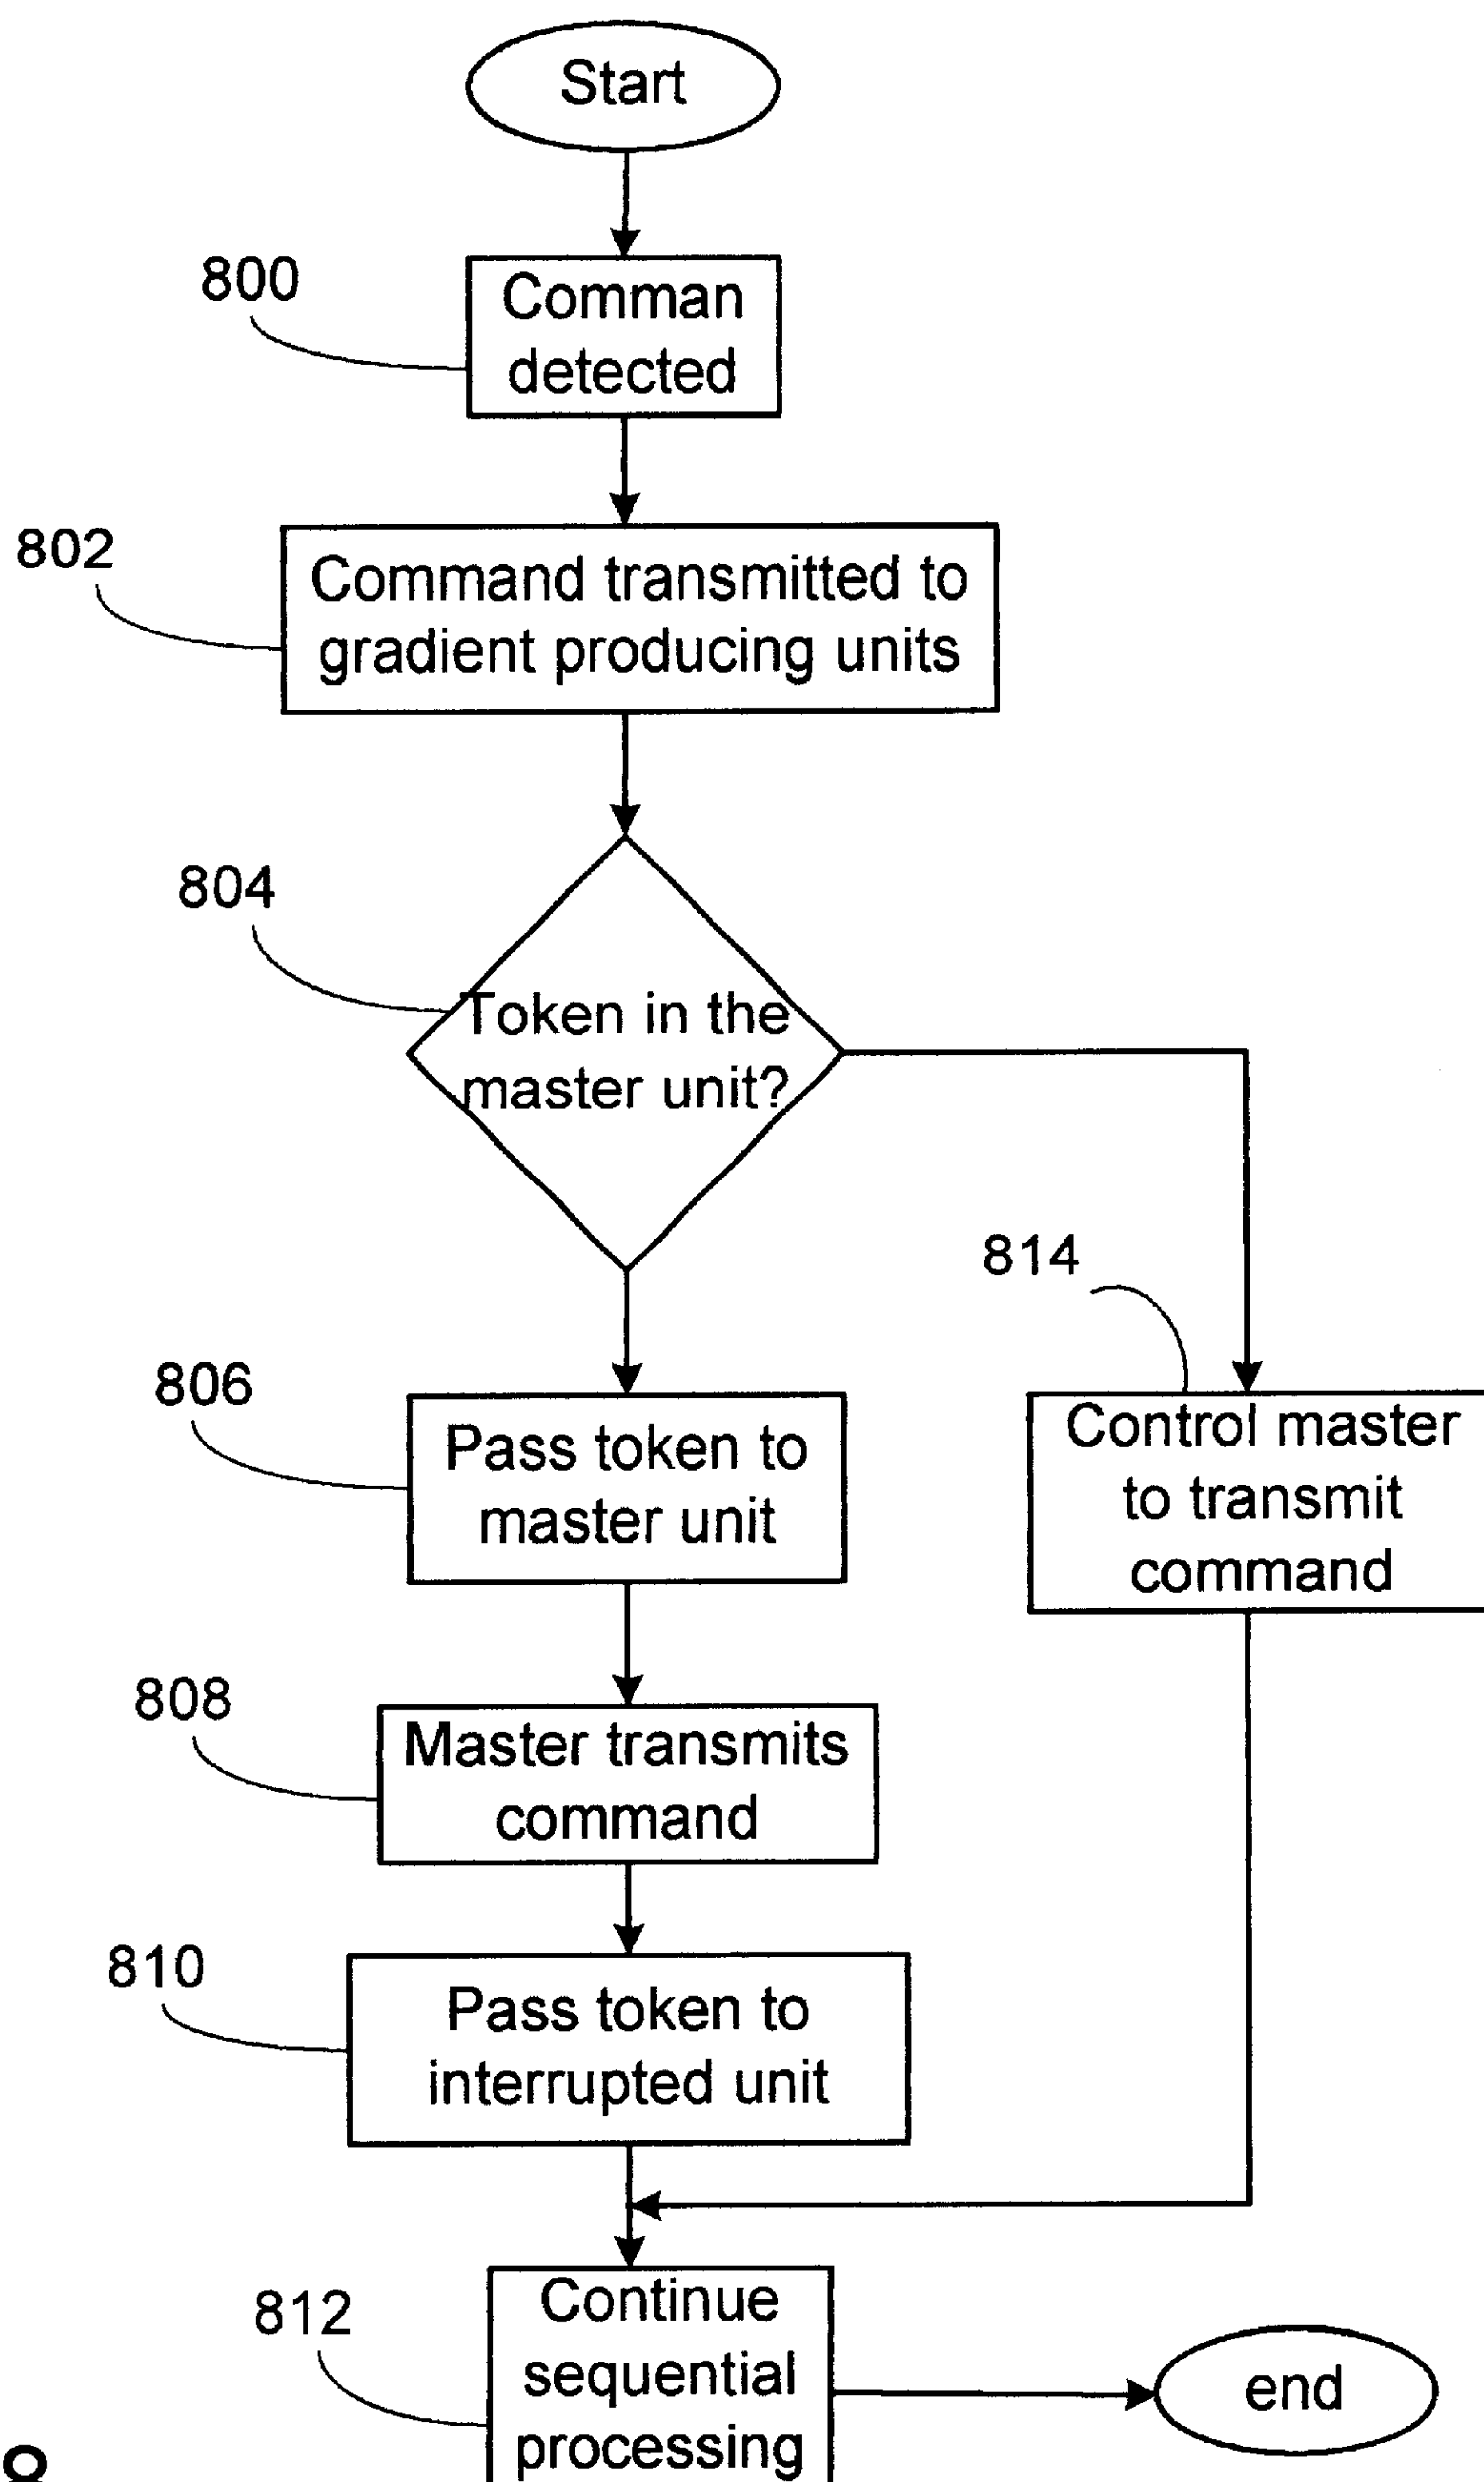 Start
800
Comman
detected
802
Command transmitted to
gradient producing units
804
Token in the
master unit?
814
806
Pass token to
master unit
Control master
to transmit
command
808
Master transmits
command
810
Pass token to
interrupted unit
812
Continue
sequential
processing
end